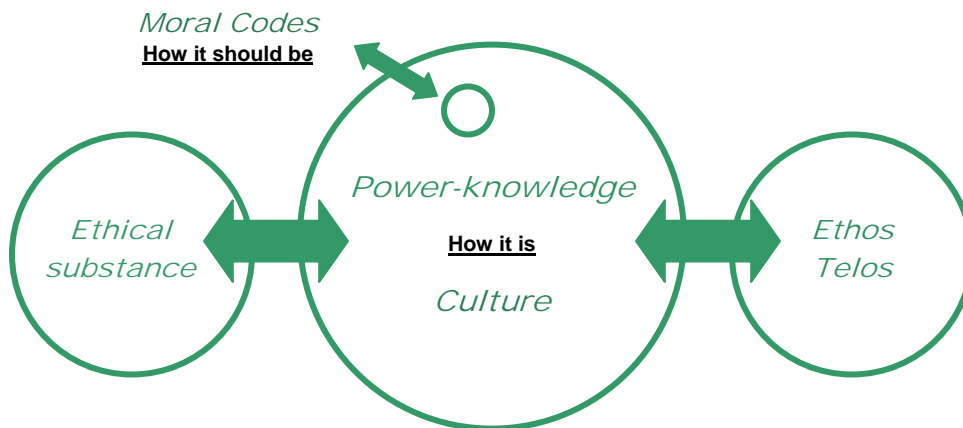 Moral Codes
How it should be
Power-knowledge
Ethical
substance
How it is
Culture
Ethos
Telos